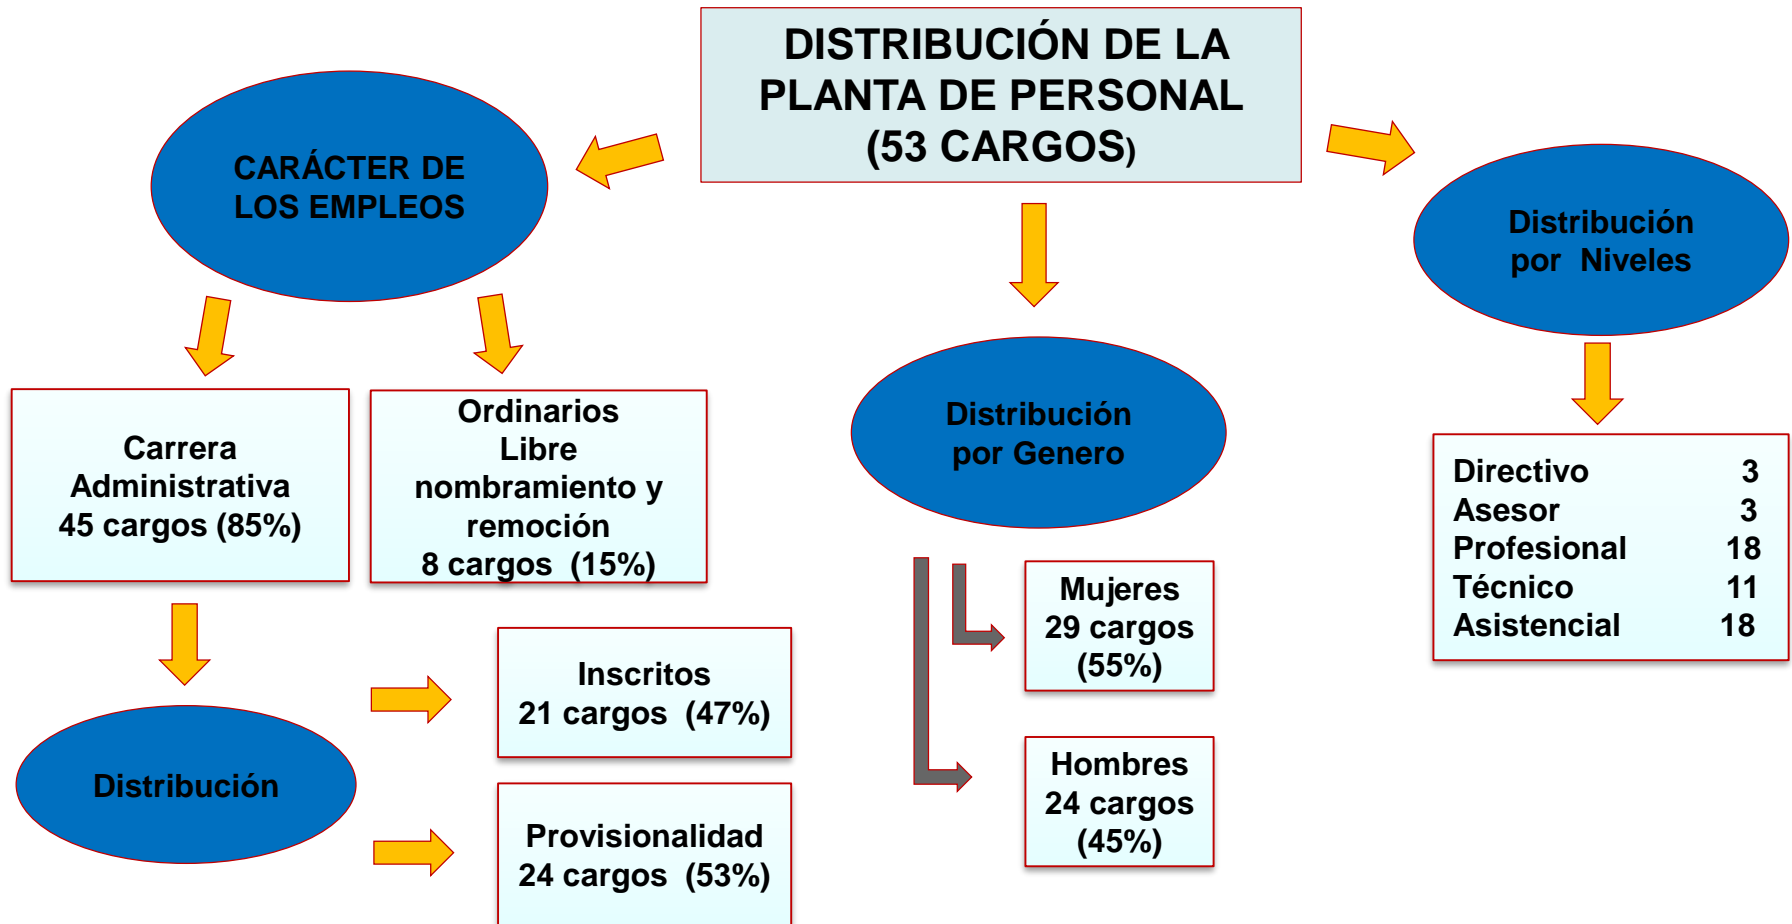 DISTRIBUCIÓN DE LA
PLANTA DE PERSONAL
(53 CARGOS)
CARÁCTER DE
LOS EMPLEOS
Carrera
Administrativa
45 cargos (85%)
Ordinarios
Libre
nombramiento y
remoción
8 cargos (15%)
Distribución
Inscritos
21 cargos (47%)
Provisionalidad
24 cargos (53%)
Distribución
por Genero
Mujeres
29 cargos
(55%)
Hombres
24 cargos
(45%)
Distribución
por Niveles
Directivo 3
Asesor 3
Profesional 18
Técnico 11
Asistencial 18